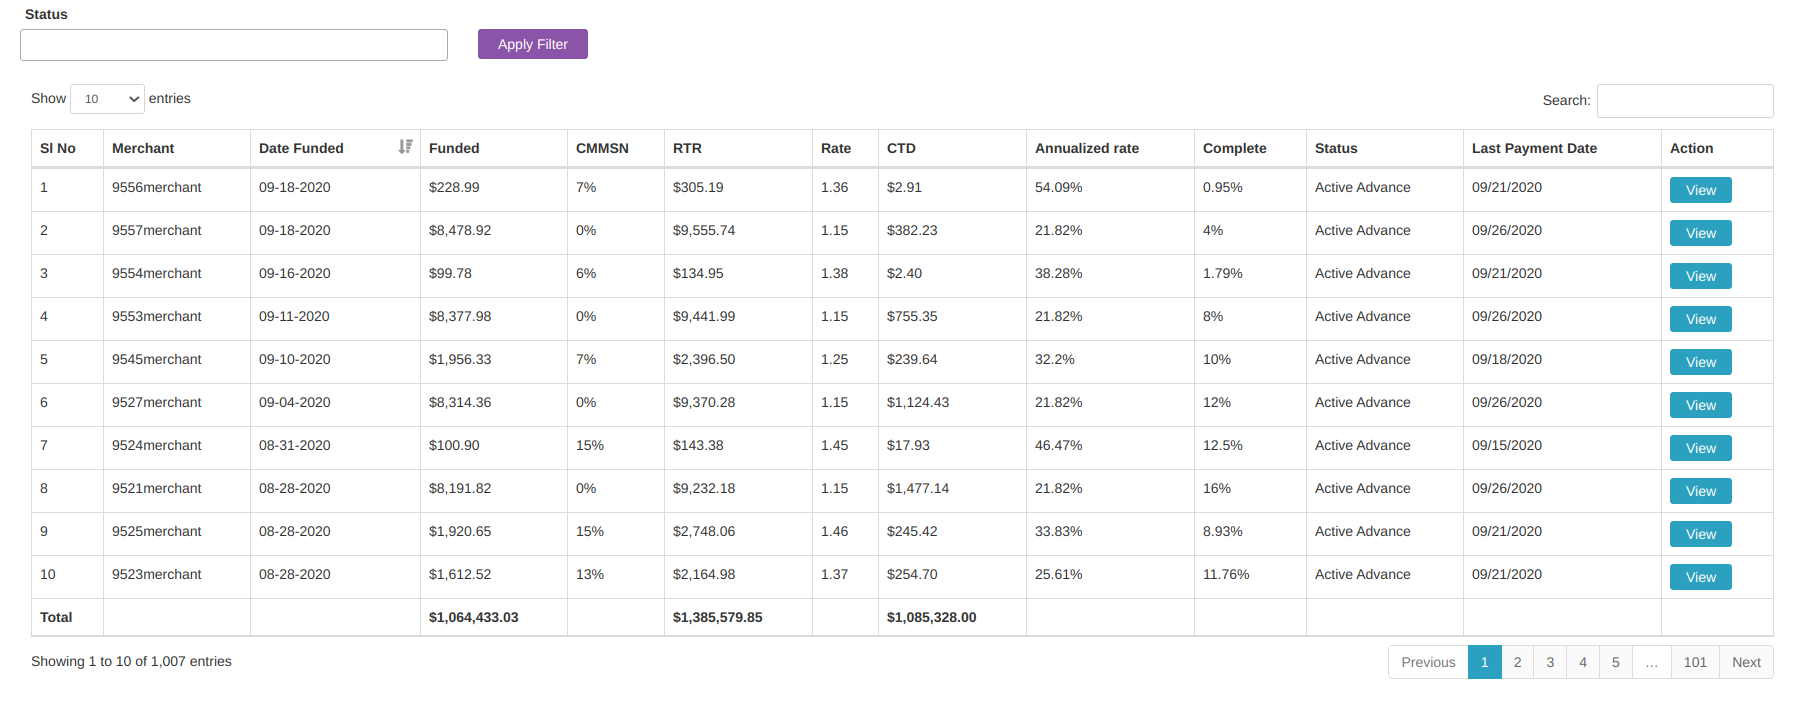 Status
Apply Filter
Show 10 entries
Search:
Sl No Merchant Date Funded Funded CMMSN RTR Rate CTD Annualized rate Complete Status Last Payment Date Action
1 9556merchant 09-18-2020 $228.99 7% $305.19 1.36 $2.91 54.09% 0.95% Active Advance 09/21/2020 View
2 9557merchant 09-18-2020 $8,478.92 0% $9,555.74 1.15 $382.23 21.82% 4% Active Advance 09/26/2020 View
3 9554merchant 09-16-2020 $99.78 6% $134.95 1.38 $2.40 38.28% 1.79% Active Advance 09/21/2020 View
4 9553merchant 09-11-2020 $8,377.98 0% $9,441.99 1.15 $755.35 21.82% 8% Active Advance 09/26/2020 View
5 9545merchant 09-10-2020 $1,956.33 7% $2,396.50 1.25 $239.64 32.2% 10% Active Advance 09/18/2020 View
6 9527merchant 09-04-2020 $8,314.36 0% $9,370.28 1.15 $1,124.43 21.82% 12% Active Advance 09/26/2020 View
7 9524merchant 08-31-2020 $100.90 15% $143.38 1.45 $17.93 46.47% 12.5% Active Advance 09/15/2020 View
8 9521merchant 08-28-2020 $8,191.82 0% $9,232.18 1.15 $1,477.14 21.82% 16% Active Advance 09/26/2020 View
9 9525merchant 08-28-2020 $1,920.65 15% $2,748.06 1.46 $245.42 33.83% 8.93% Active Advance 09/21/2020 View
10 9523merchant 08-28-2020 $1,612.52 13% $2,164.98 1.37 $254.70 25.61% 11.76% Active Advance 09/21/2020 View
Total $1,064,433.03 $1,385,579.85 $1,085,328.00
Showing 1 to 10 of 1,007 entries
Previous 1 2 3 4 5 … 101 Next